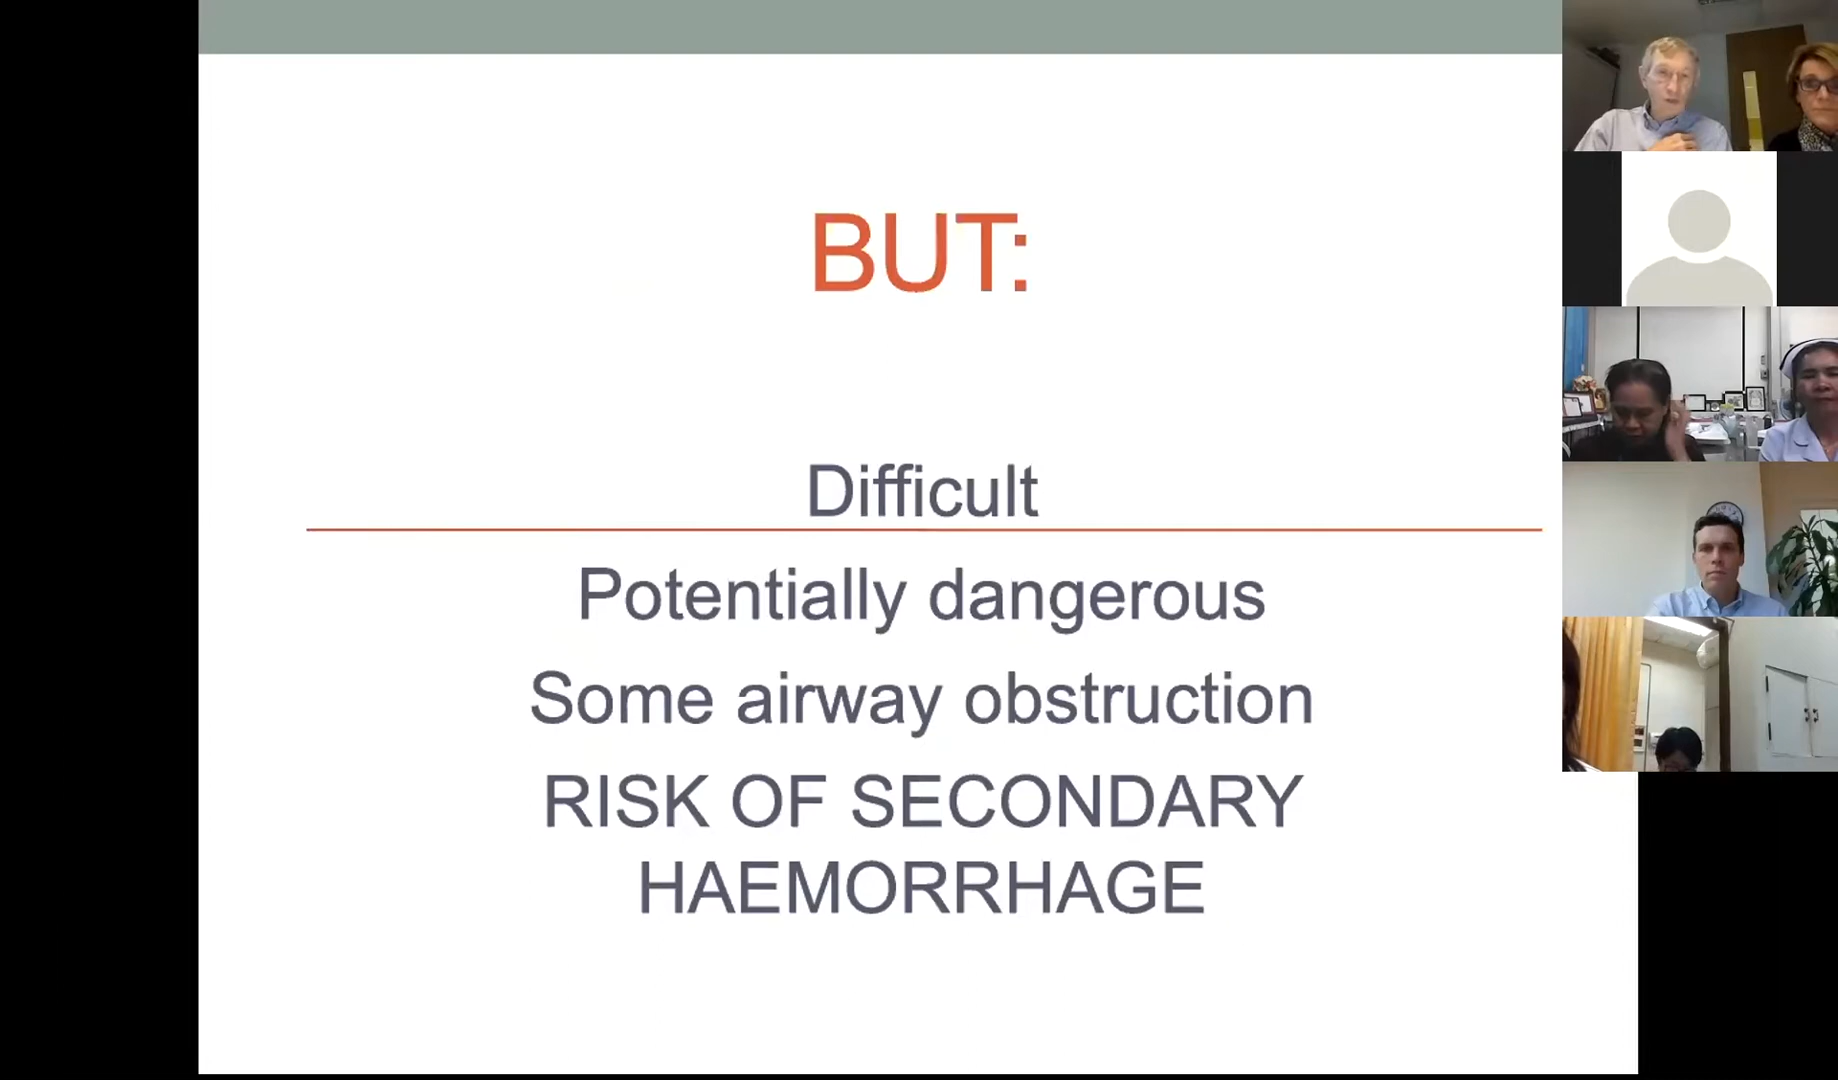 BUT:
Difficult
Potentially dangerous
Some airway obstruction
RISK OF SECONDARY
HAEMORRHAGE